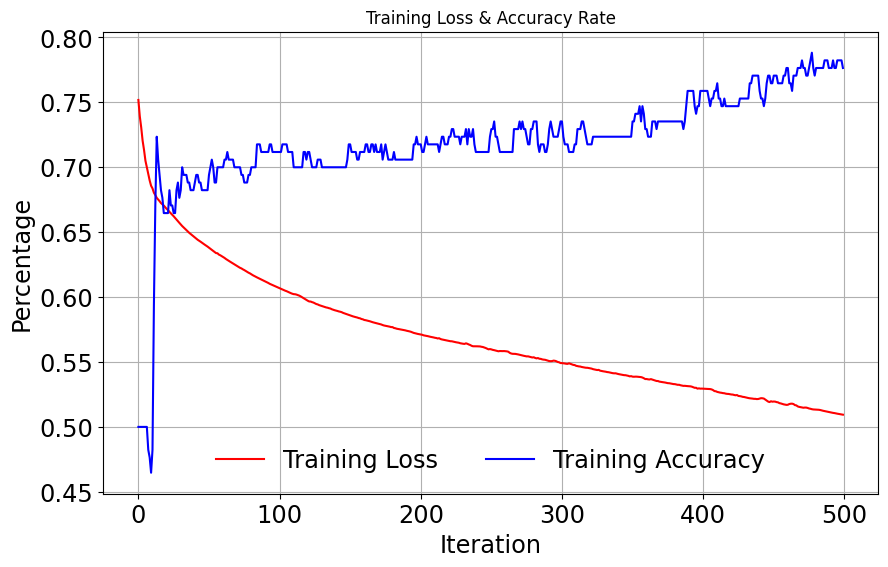 Training Loss & Accuracy Rate
0.80
0.75
0.70
0.65
0.60
0.55
0.50
0.45
Percentage
Training Loss
Training Accuracy
0
100
200
300
400
500
Iteration